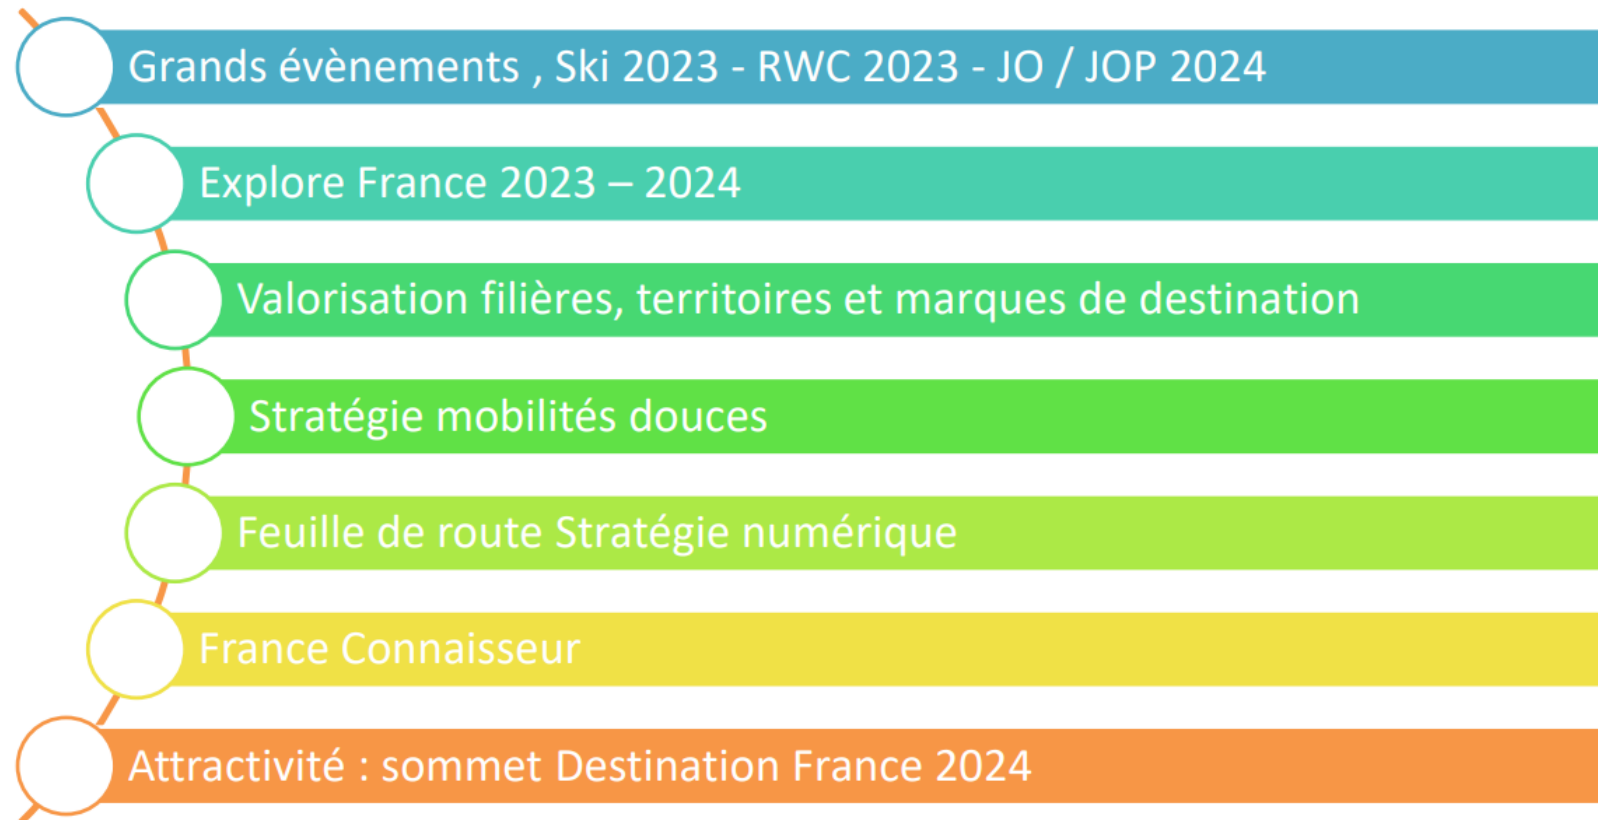 Grands évènements , Ski 2023 - RWC 2023 - JO / JOP 2024
Explore France 2023 – 2024
Valorisation filières, territoires et marques de destination
Stratégie mobilités douces
Feuille de route Stratégie numérique
France Connaisseur
Attractivité : sommet Destination France 2024